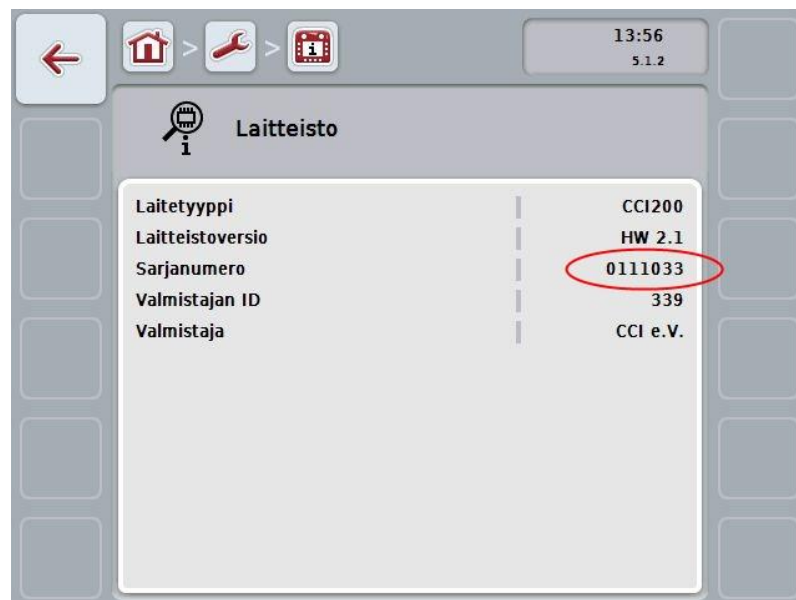 > >
13:56
5.1.2
i
Laitteisto
Laitetyyppi CCI200
Laitteistoversio HW 2.1
Sarjanumero 0111033
Valmistajan ID 339
Valmistaja CCI e.V.